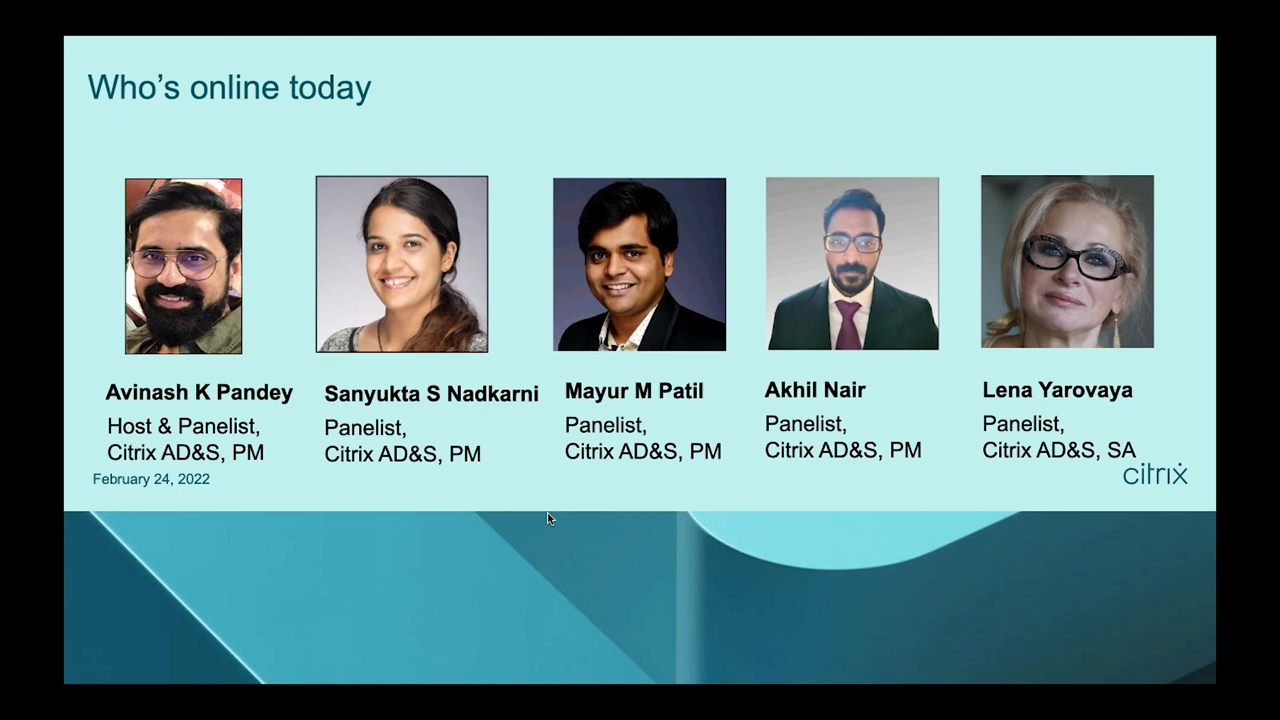 Who’s online today
Avinash K Pandey
Host & Panelist,
Citrix AD&S, PM
Sanyukta S Nadkarni
Panelist,
Citrix AD&S, PM
Mayur M Patil
Panelist,
Citrix AD&S, PM
Akhil Nair
Panelist,
Citrix AD&S, PM
Lena Yarovaya
Panelist,
Citrix AD&S, SA
February 24, 2022
citrix